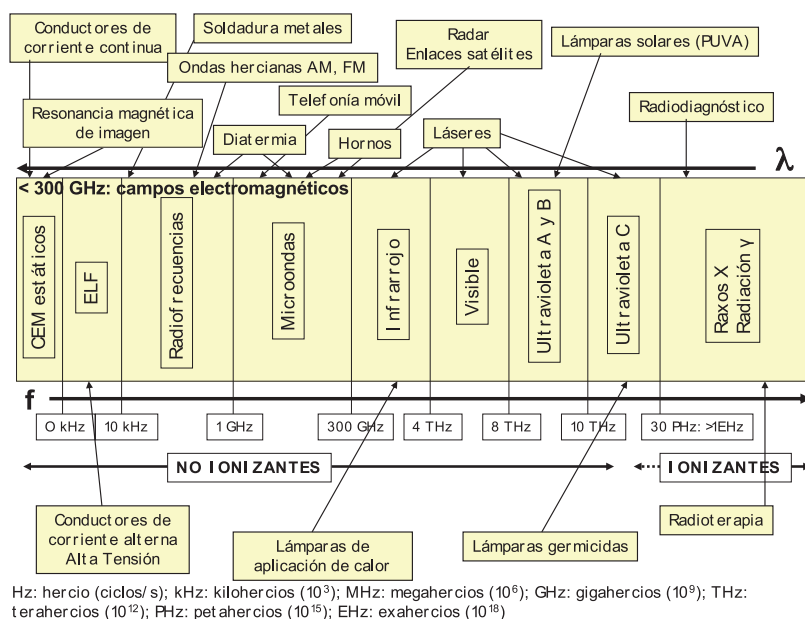 Conductores de
corriente continua
Soldadura metales
Ondas hercianas AM, FM
Radar
Enlaces satélites
Lámparas solares (PUVA)
Resonancia magnética
de imagen
Telefonía móvil
Diatermia
Hornos
Láseres
Radiodiagnóstico
λ
< 300 GHz: campos electromagnéticos
CEM estáticos
ELF
Radiofrecuencias
Microondas
Infrarrojo
Visible
Ultravioleta A y B
Ultravioleta C
Raxos X
Radiación γ
f
O kHz
10 kHz
1 GHz
300 GHz
4 THz
8 THz
10 THz
30 PHz: >1EHz
NO IONIZANTES
IONIZANTES
Conductores de
corriente alterna
Alta Tensión
Lámparas de
aplicación de calor
Lámparas germicidas
Radioterapia
Hz: hercio (ciclos/s); kHz: kilohercios (10³); MHz: megahercios (10⁶); GHz: gigahercios (10⁹); THz:
terahercios (10¹²); PHz: petahercios (10¹⁵); EHz: exahercios (10¹⁸)